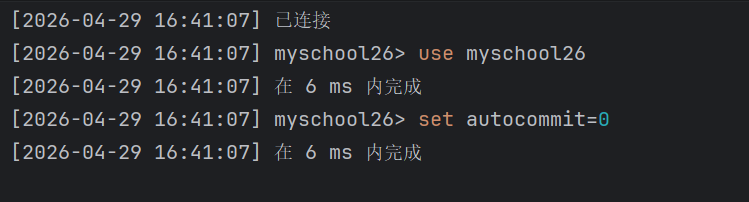 [2026-04-29 16:41:07] 已连接
[2026-04-29 16:41:07] myschool26> use myschool26
[2026-04-29 16:41:07] 在 6 ms 内完成
[2026-04-29 16:41:07] myschool26> set autocommit=0
[2026-04-29 16:41:07] 在 6 ms 内完成